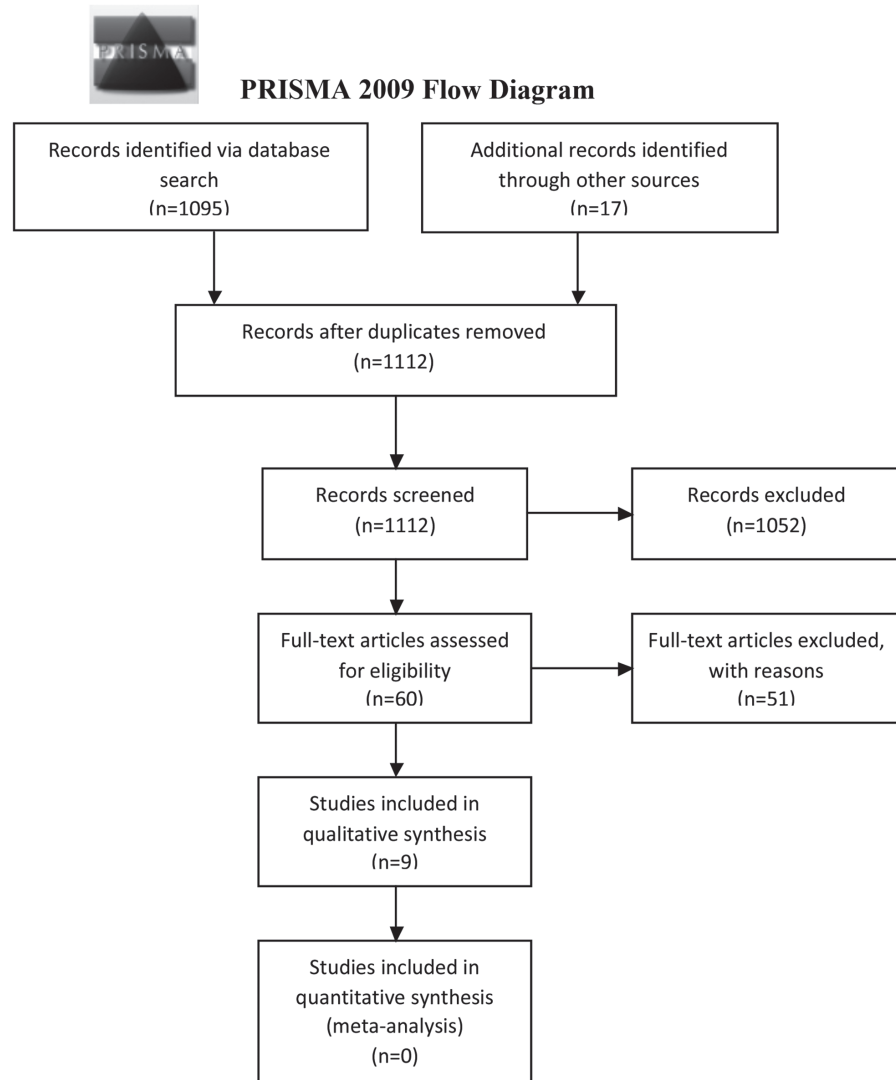 PRISMA
PRISMA 2009 Flow Diagram
Records identified via database
search
(n=1095)
Additional records identified
through other sources
(n=17)
Records after duplicates removed
(n=1112)
Records screened
(n=1112)
Records excluded
(n=1052)
Full-text articles assessed
for eligibility
(n=60)
Full-text articles excluded,
with reasons
(n=51)
Studies included in
qualitative synthesis
(n=9)
Studies included in
quantitative synthesis
(meta-analysis)
(n=0)